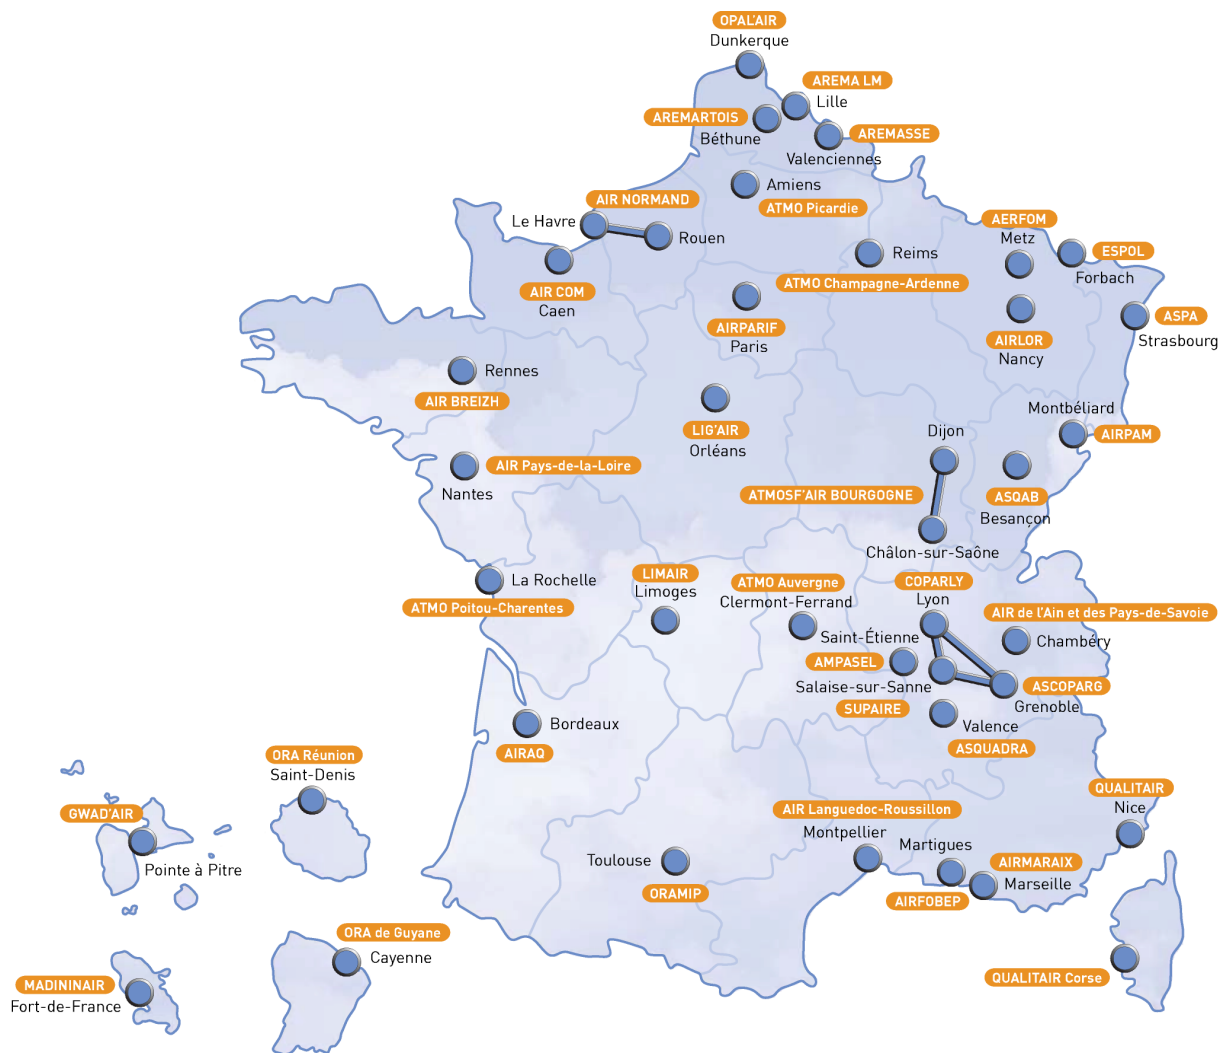 OPAL'AIR
Dunkerque
AREMA LM
Lille
AREMARTOIS
Béthune
AREMASSE
Valenciennes
Amiens
ATMO Picardie
AIR NORMAND
Le Havre
Rouen
AIR COM
Caen
Reims
ATMO Champagne-Ardenne
AERFOM
Metz
ESPOL
Forbach
AIRLOR
Nancy
ASPA
Strasbourg
AIRPARIF
Paris
Rennes
AIR BREIZH
LIG'AIR
Orléans
Montbéliard
AIRPAM
Dijon
ATMOSF'AIR BOURGOGNE
Châlon-sur-Saône
ASQAB
Besançon
AIR Pays-de-la-Loire
Nantes
La Rochelle
ATMO Poitou-Charentes
LIMAIR
Limoges
ATMO Auvergne
Clermont-Ferrand
COPARLY
Lyon
AIR de l'Ain et des Pays-de-Savoie
Chambéry
Saint-Étienne
AMPASEL
Salaise-sur-Sanne
SUPAIRE
ASCOPARG
Grenoble
Valence
ASQUADRA
Bordeaux
AIRAQ
ORA Réunion
Saint-Denis
GWAD'AIR
Pointe à Pitre
Toulouse
ORAMIP
AIR Languedoc-Roussillon
Montpellier
Martigues
AIRFOBEP
AIRMARAIX
Marseille
QUALITAIR
Nice
QUALITAIR Corse
ORA de Guyane
Cayenne
MADININAIR
Fort-de-France